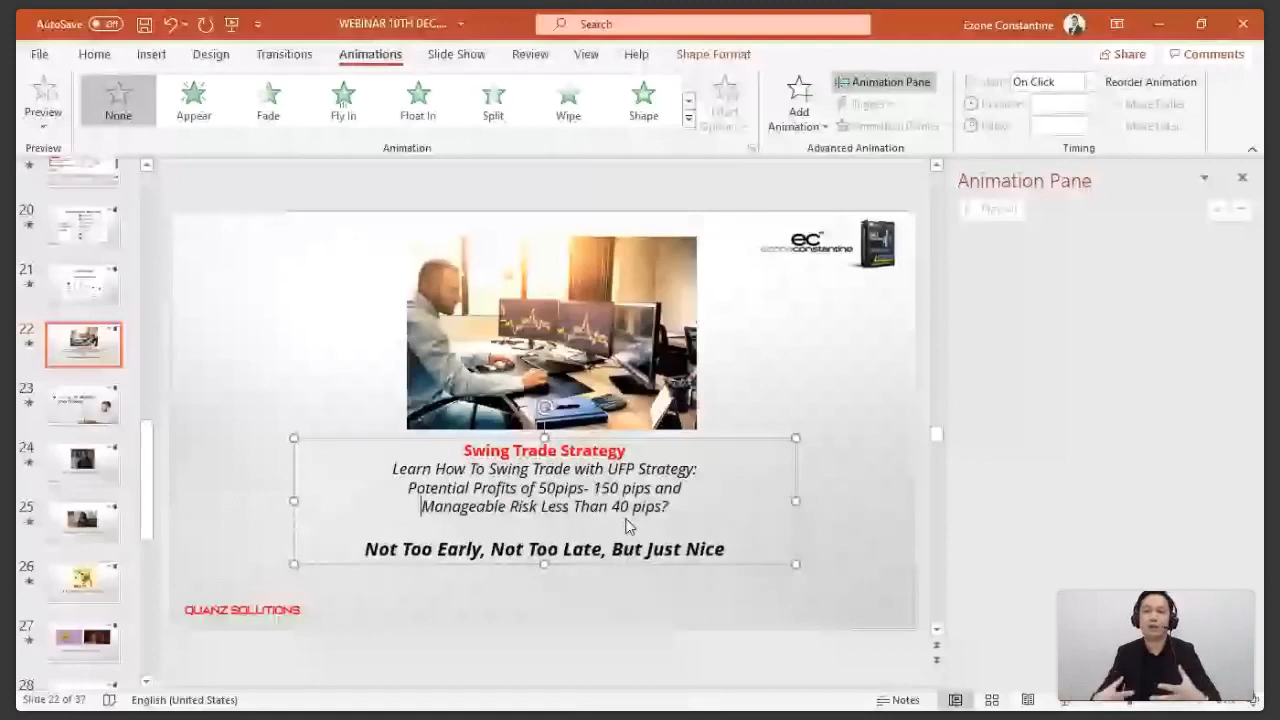 AutoSave Off
WEBINAR 10TH DEC...
Search
Ezone Constantine
File Home Insert Design Transitions Animations Slide Show Review View Help Shape Format
Share Comments
Preview
None Appear Fade Fly In Float In Split Wipe Shape
Add
Animation
Animation Pane
On Click
Reorder Animation
Preview Animation Advanced Animation Timing
Animation Pane
20
21
22
23
24
25
26
27
28
ec
ezoneconstantine
Swing Trade Strategy
Learn How To Swing Trade with UFP Strategy:
Potential Profits of 50pips- 150 pips and
Manageable Risk Less Than 40 pips?
Not Too Early, Not Too Late, But Just Nice
QUANZ SOLUTIONS
Slide 22 of 37 English (United States) Notes